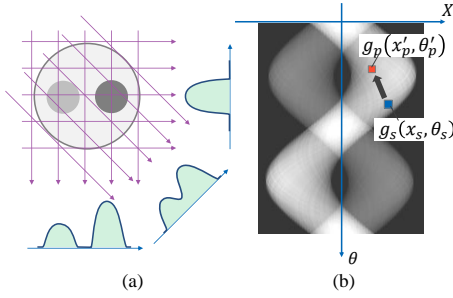 X
g_p(x'_p, θ'_p)
g_s(x_s, θ_s)
θ
(a)
(b)